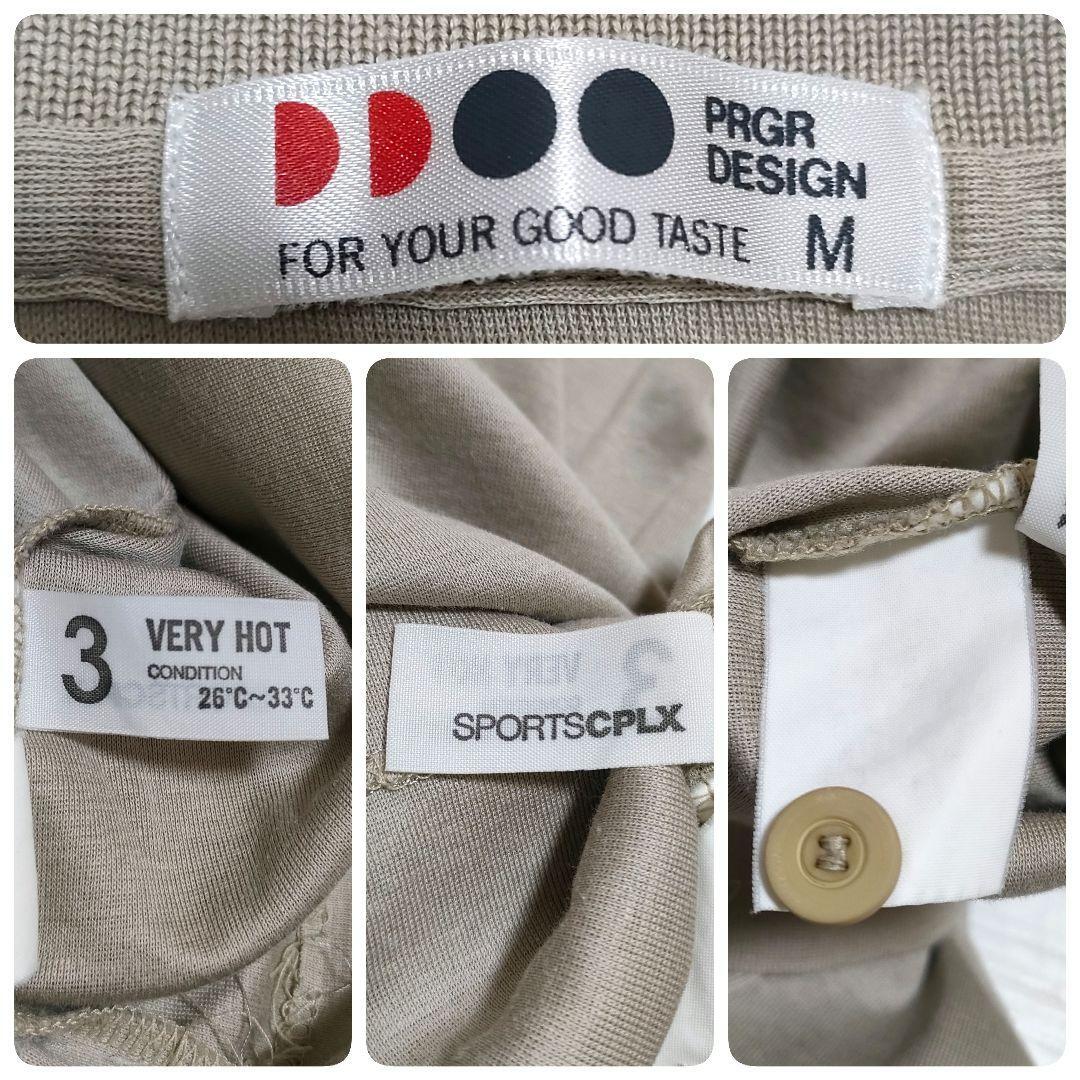 PRGR
DESIGN
FOR YOUR GOOD TASTE M
3 VERY HOT
CONDITION
26°C~33°C
SPORTSCPLX